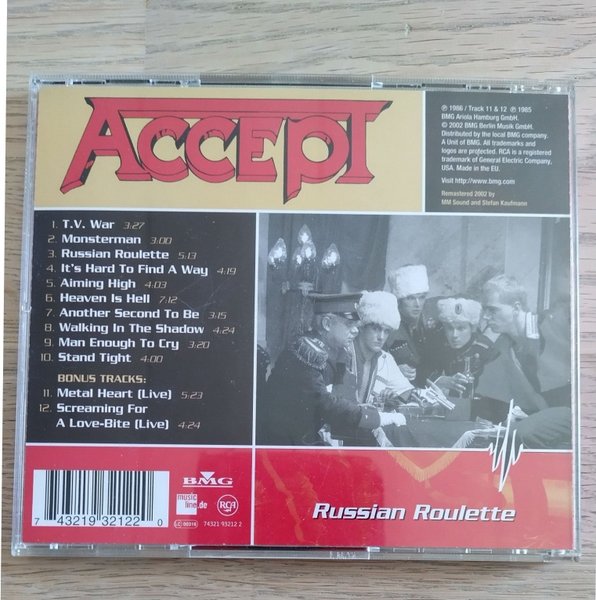 ACCEPT
℗ 1986 / Track 11 & 12 ℗ 1985
BMG Ariola Hamburg GmbH.
© 2002 BMG Berlin Musik GmbH.
Distributed by the local BMG company.
A Unit of BMG. All trademarks and
logos are protected. RCA is a registered
trademark of General Electric Company,
USA. Made in the EU.
Visit http://www.bmg.com
Remastered 2002 by
MM Sound and Stefan Kaufmann
1. T.V. War 3:27
2. Monsterman 3:00
3. Russian Roulette 5:13
4. It's Hard To Find A Way 4:19
5. Aiming High 4:03
6. Heaven Is Hell 7:12
7. Another Second To Be 3:15
8. Walking In The Shadow 4:24
9. Man Enough To Cry 3:20
10. Stand Tight 4:00
BONUS TRACKS:
11. Metal Heart (Live) 5:23
12. Screaming For
A Love-Bite (Live) 4:24
7 43219 32122 0
BMG
music
line.de
RCA
LC 00316
74321 93212 2
Russian Roulette